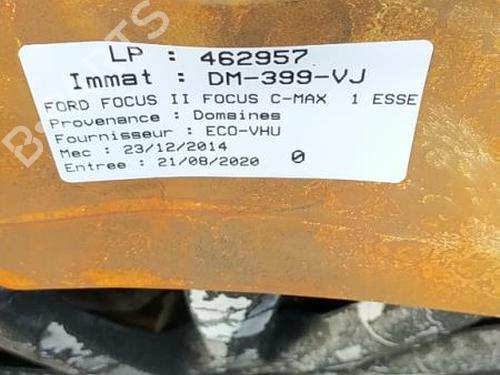 LP : 462957
Immat : DM-399-VJ
FORD FOCUS II FOCUS C-MAX 1 ESSE
Provenance : Domaines
Fournisseur : ECO-VHU
Mec : 23/12/2014
Entree : 21/08/2020 0